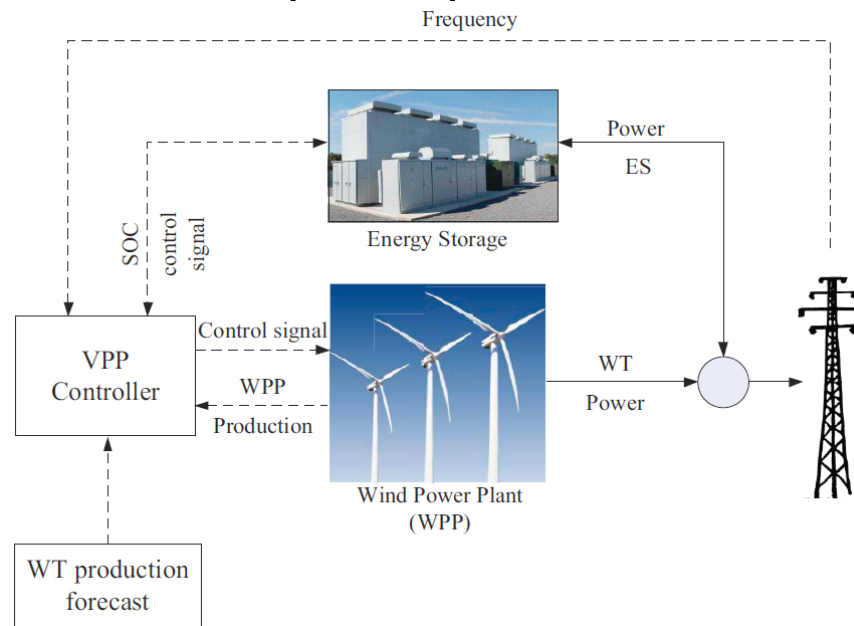 Frequency
Power
ES
Energy Storage
SOC
control
signal
VPP
Controller
Control signal
WPP
Production
WT
Power
Wind Power Plant
(WPP)
WT production
forecast